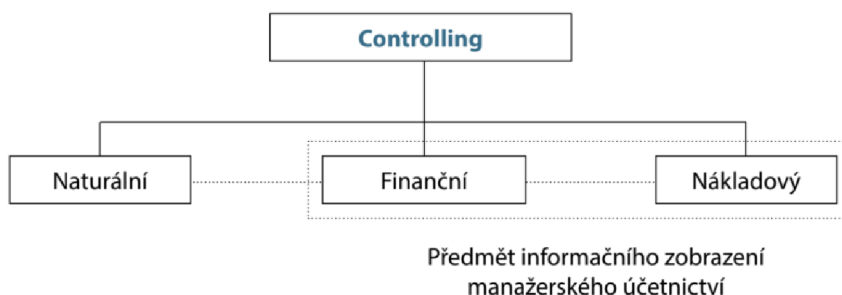 Controlling
Naturální
Finanční
Nákladový
Předmět informačního zobrazení
manažerského účetnictví